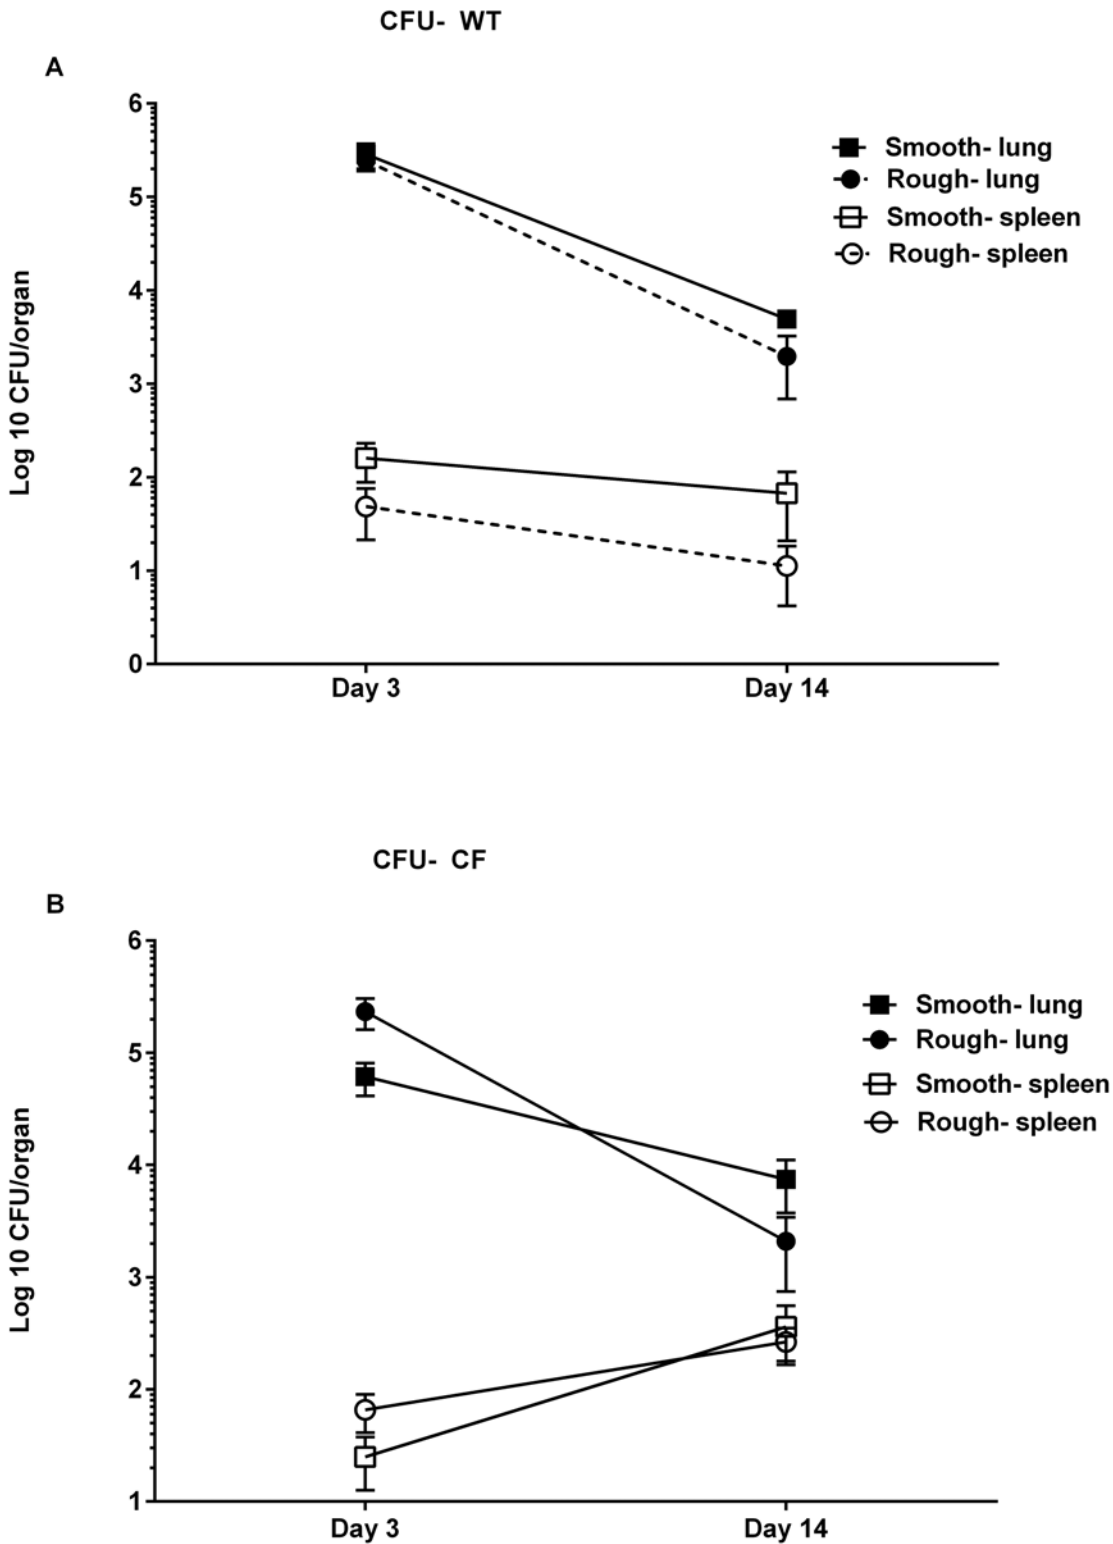 CFU- WT
A
6
5
4
3
2
1
0
Log 10 CFU/organ
Day 3
Day 14
Smooth- lung
Rough- lung
Smooth- spleen
Rough- spleen
CFU- CF
B
6
5
4
3
2
1
Log 10 CFU/organ
Day 3
Day 14
Smooth- lung
Rough- lung
Smooth- spleen
Rough- spleen